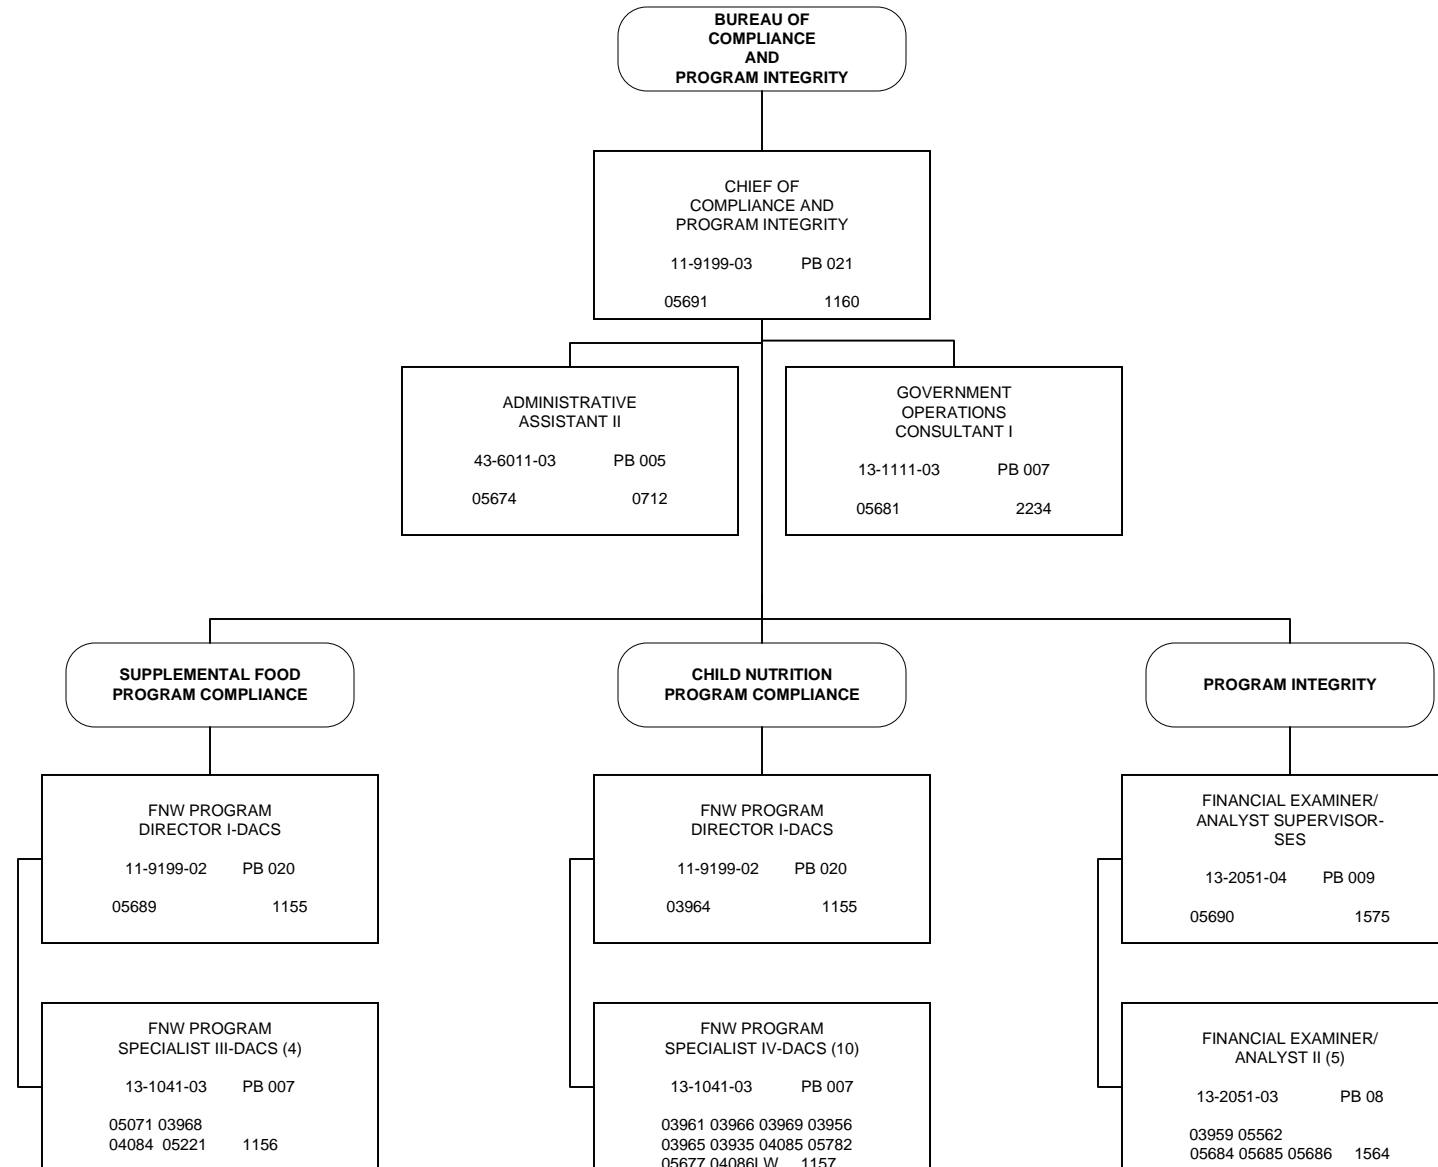 BUREAU OF
COMPLIANCE
AND
PROGRAM INTEGRITY
CHIEF OF
COMPLIANCE AND
PROGRAM INTEGRITY
11-9199-03 PB 021
05691 1160
ADMINISTRATIVE
ASSISTANT II
43-6011-03 PB 005
05674 0712
GOVERNMENT
OPERATIONS
CONSULTANT I
13-1111-03 PB 007
05681 2234
SUPPLEMENTAL FOOD
PROGRAM COMPLIANCE
CHILD NUTRITION
PROGRAM COMPLIANCE
PROGRAM INTEGRITY
FNW PROGRAM
DIRECTOR I-DACS
11-9199-02 PB 020
05689 1155
FNW PROGRAM
DIRECTOR I-DACS
11-9199-02 PB 020
03964 1155
FINANCIAL EXAMINER/
ANALYST SUPERVISOR-
SES
13-2051-04 PB 009
05690 1575
FNW PROGRAM
SPECIALIST III-DACS (4)
13-1041-03 PB 007
05071 03968
04084 05221 1156
FNW PROGRAM
SPECIALIST IV-DACS (10)
13-1041-03 PB 007
03961 03966 03969 03956
03965 03935 04085 05782
05677 04086LW 1157
FINANCIAL EXAMINER/
ANALYST II (5)
13-2051-03 PB 08
03959 05562
05684 05685 05686 1564